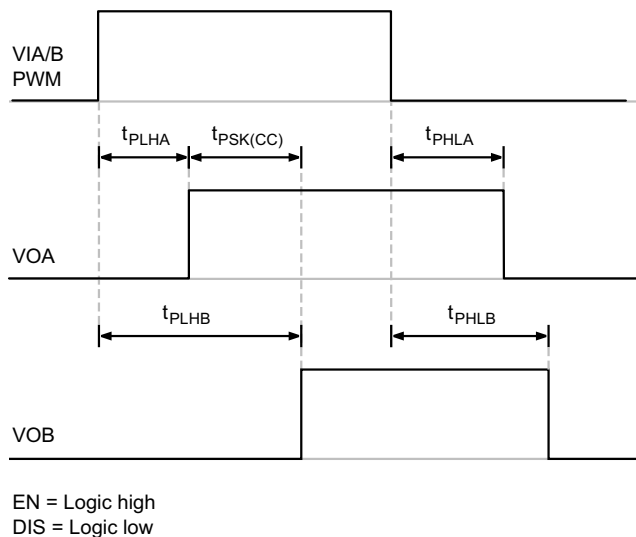 VIA/B
PWM
tPLHA
tPSK(CC)
tPHLA
VOA
tPLHB
tPHLB
VOB
EN = Logic high
DIS = Logic low